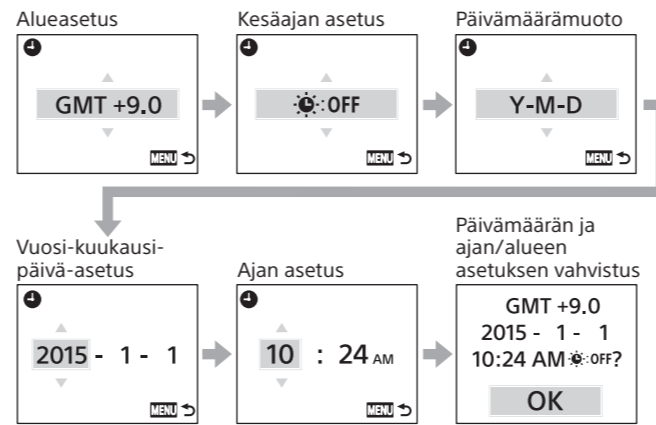 Alueasetus
GMT +9.0
MENU
Kesäajan asetus
:OFF
MENU
Päivämäärämuoto
Y-M-D
MENU
Vuosi-kuukausi-
päivä-asetus
2015 - 1 - 1
MENU
Ajan asetus
10 : 24 AM
MENU
Päivämäärän ja
ajan/alueen
asetuksen vahvistus
GMT +9.0
2015 - 1 - 1
10:24 AM :OFF?
OK